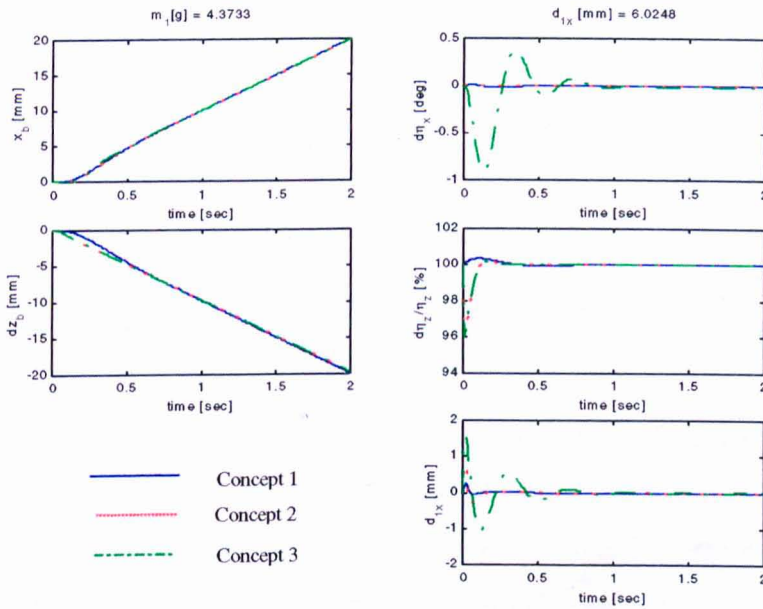 m₁[g] = 4.3733
20
15
10
5
0
x_b [mm]
0 0.5 1 1.5 2
time [sec]
d₁ₓ [mm] = 6.0248
0.5
0
-0.5
-1
dηₓ [deg]
0 0.5 1 1.5 2
time [sec]
0
-5
-10
-15
-20
dz_b [mm]
0 0.5 1 1.5 2
time [sec]
102
100
98
96
94
dη_z/η_z [%]
0 0.5 1 1.5 2
time [sec]
2
1
0
-1
-2
d₁ₓ [mm]
0 0.5 1 1.5 2
time [sec]
Concept 1
Concept 2
Concept 3